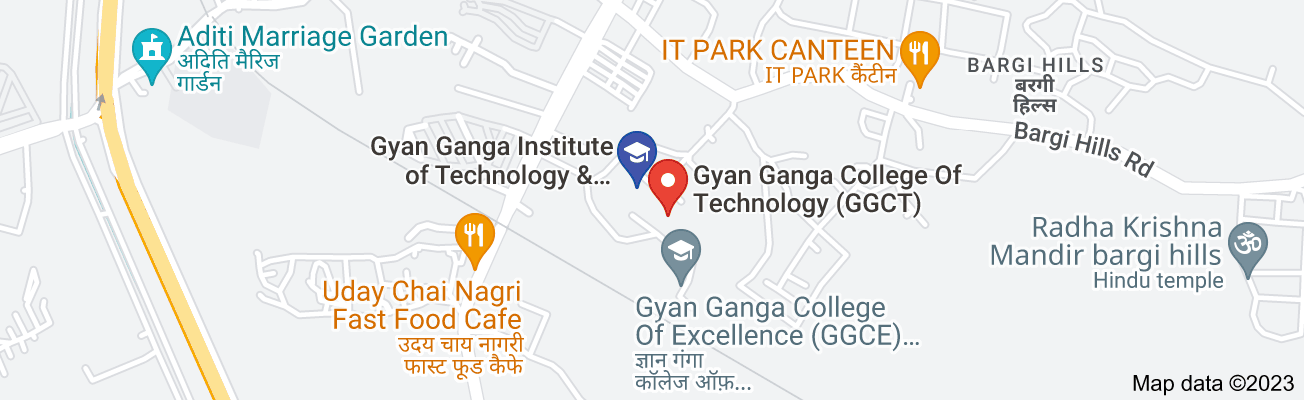 Aditi Marriage Garden
अदिति मैरिज
गार्डन
IT PARK CANTEEN
IT PARK कैंटीन
BARGI HILLS
बरगी
हिल्स
Bargi Hills Rd
Gyan Ganga Institute
of Technology &...
Gyan Ganga College Of
Technology (GGCT)
Radha Krishna
Mandir bargi hills
Hindu temple
Uday Chai Nagri
Fast Food Cafe
उदय चाय नागरी
फास्ट फूड कैफे
Gyan Ganga College
Of Excellence (GGCE)...
ज्ञान गंगा
कॉलेज ऑफ़...
Map data ©2023